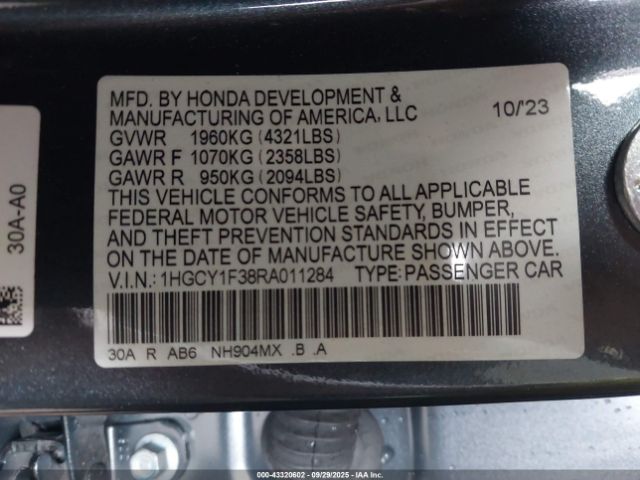 MFD. BY HONDA DEVELOPMENT &
MANUFACTURING OF AMERICA, LLC 10/'23
GVWR 1960KG (4321LBS)
GAWR F 1070KG (2358LBS)
GAWR R 950KG (2094LBS)
THIS VEHICLE CONFORMS TO ALL APPLICABLE
FEDERAL MOTOR VEHICLE SAFETY, BUMPER,
AND THEFT PREVENTION STANDARDS IN EFFECT
ON THE DATE OF MANUFACTURE SHOWN ABOVE.
V.I.N.: 1HGCY1F38RA011284 TYPE: PASSENGER CAR
30A R AB6 NH904MX .B .A
30A-A0
000-43320602 - 09/29/2025 - IAAI.COM